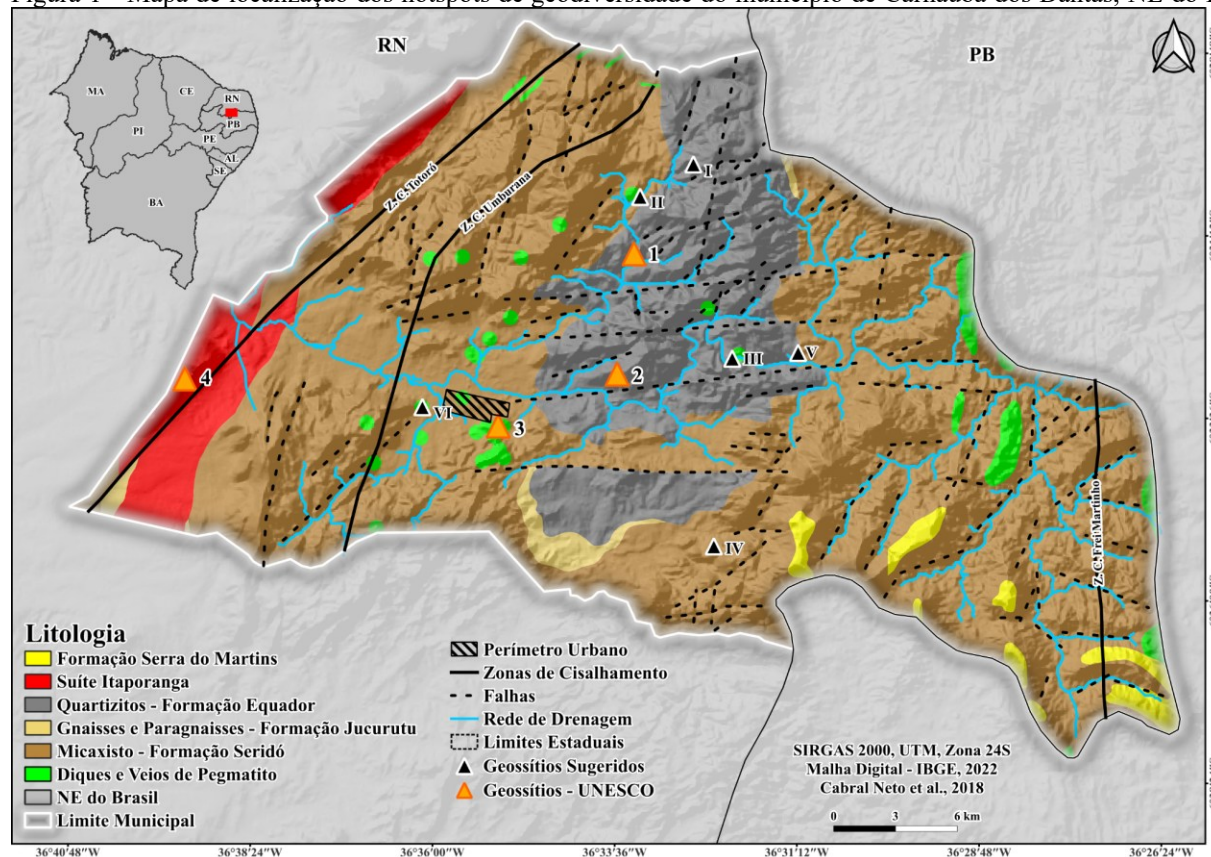 Figura 1 - Mapa de localização dos hotspots de geodiversidade do município de Carnaúba dos Dantas, NE do
RN
PB
MA
CE
RN
PI
PB
PE
AL
SE
BA
Z. C. Totoró
Z. C. Umburana
I
II
1
III
V
2
4
VI
3
IV
Z. C. Frei Martinho
Litologia
Formação Serra do Martins
Suíte Itaporanga
Quartizitos - Formação Equador
Gnaisses e Paragnaisses - Formação Jucurutu
Micaxisto - Formação Seridó
Diques e Veios de Pegmatito
NE do Brasil
Limite Municipal
Perímetro Urbano
Zonas de Cisalhamento
Falhas
Rede de Drenagem
Limites Estaduais
Geossítios Sugeridos
Geossítios - UNESCO
SIRGAS 2000, UTM, Zona 24S
Malha Digital - IBGE, 2022
Cabral Neto et al., 2018
0 3 6 km
36°40'48"W 36°38'24"W 36°36'00"W 36°33'36"W 36°31'12"W 36°28'48"W 36°26'24"W